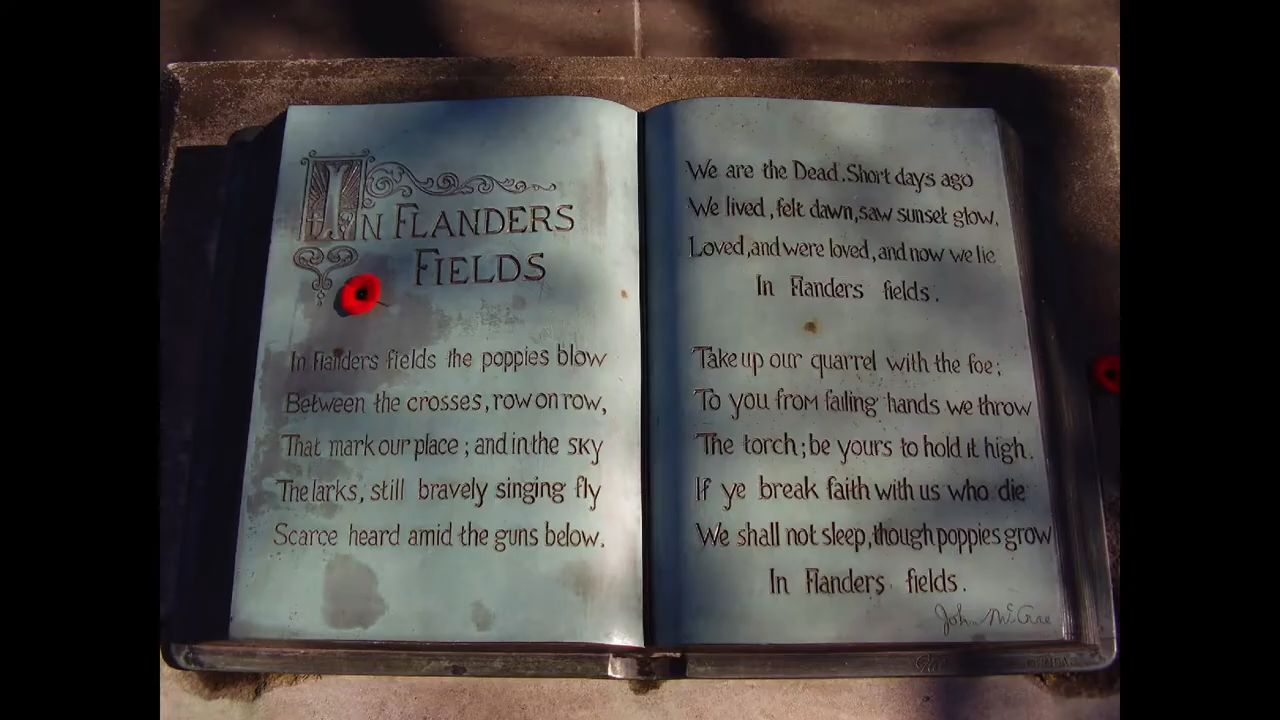 IN FLANDERS
FIELDS
In Flanders fields the poppies blow
Between the crosses, row on row,
That mark our place; and in the sky
The larks, still bravely singing fly
Scarce heard amid the guns below.
We are the Dead. Short days ago
We lived, felt dawn, saw sunset glow,
Loved, and were loved, and now we lie
In Flanders fields.
Take up our quarrel with the foe;
To you from failing hands we throw
The torch; be yours to hold it high.
If ye break faith with us who die
We shall not sleep, though poppies grow
In Flanders fields.
John McCrae